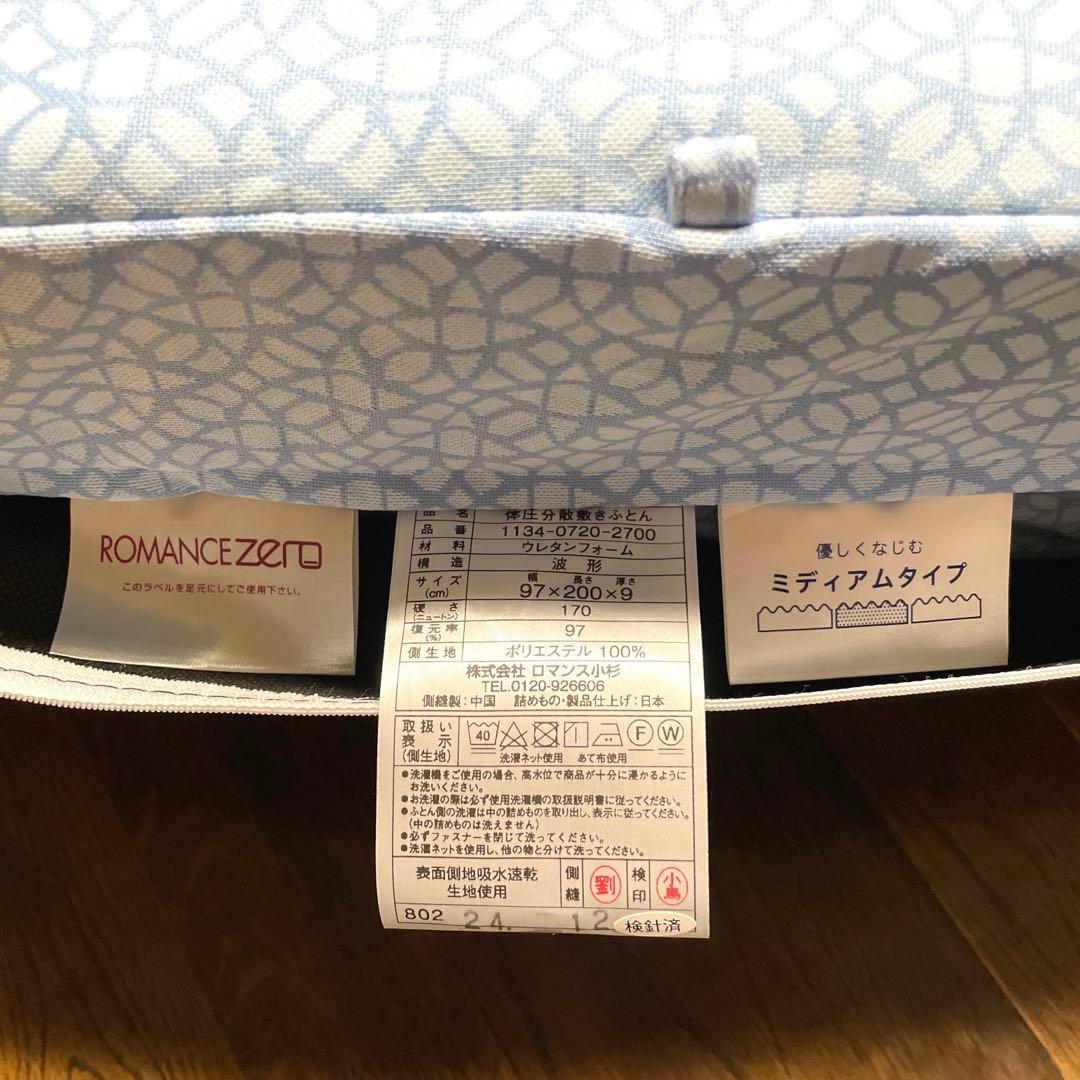 ROMANCEzero
このラベルを足元にしてご使用下さい。
品名 体圧分散敷きふとん
品番 1134-0720-2700
材料 ウレタンフォーム
構造 波形
サイズ(cm) 幅 長さ 厚さ
97×200×9
硬さ(ニュートン) 170
復元率(%) 97
側生地 ポリエステル 100%
株式会社 ロマンス小杉
TEL.0120-926606
側縫製:中国 詰めもの・製品仕上げ:日本
取扱い
表示
(側生地)
40 F W
洗濯ネット使用 あて布使用
●洗濯機をご使用の場合、高水位で商品が十分に浸かるように
お洗いください。
●お洗濯の際は必ず使用洗濯機の取扱説明書に従ってください。
●ふとん側の洗濯は中の詰めものを取り出し、表示に従ってください。
(中の詰めものは洗えません)
●必ずファスナーを閉じて洗ってください。
●洗濯ネットを使用し、他の物と分けて洗ってください。
表面側地吸水速乾
生地使用
側縫 劉 検印 小島
802 24. 12 検針済
優しくなじむ
ミディアムタイプ